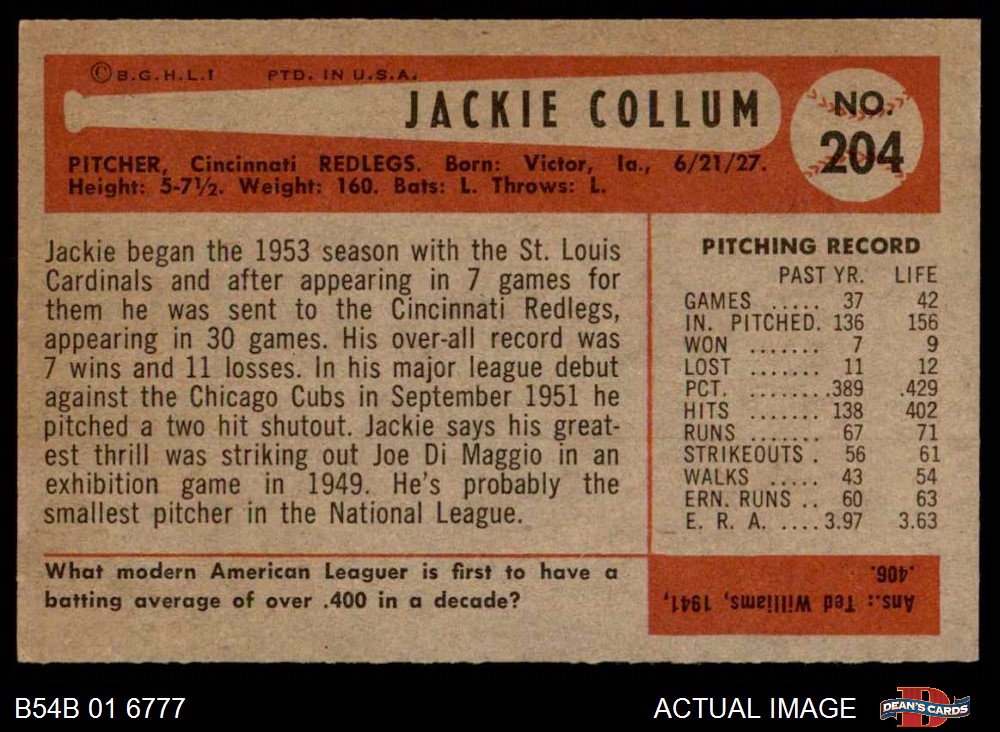 ©B.G.H.L.I PTD. IN U.S.A.
JACKIE COLLUM
NO.
204
PITCHER, Cincinnati REDLEGS. Born: Victor, Ia., 6/21/27.
Height: 5-7½. Weight: 160. Bats: L. Throws: L.
Jackie began the 1953 season with the St. Louis
Cardinals and after appearing in 7 games for
them he was sent to the Cincinnati Redlegs,
appearing in 30 games. His over-all record was
7 wins and 11 losses. In his major league debut
against the Chicago Cubs in September 1951 he
pitched a two hit shutout. Jackie says his great-
est thrill was striking out Joe Di Maggio in an
exhibition game in 1949. He's probably the
smallest pitcher in the National League.
PITCHING RECORD
PAST YR. LIFE
GAMES ..... 37 42
IN. PITCHED. 136 156
WON ....... 7 9
LOST ....... 11 12
PCT. .......389 .429
HITS ....... 138 402
RUNS ....... 67 71
STRIKEOUTS . 56 61
WALKS ..... 43 54
ERN. RUNS .. 60 63
E. R. A. ....3.97 3.63
What modern American Leaguer is first to have a
batting average of over .400 in a decade?
Ans.: Ted Williams, 1941,
.406.
B54B 01 6777
ACTUAL IMAGE
D
DEAN'S CARDS